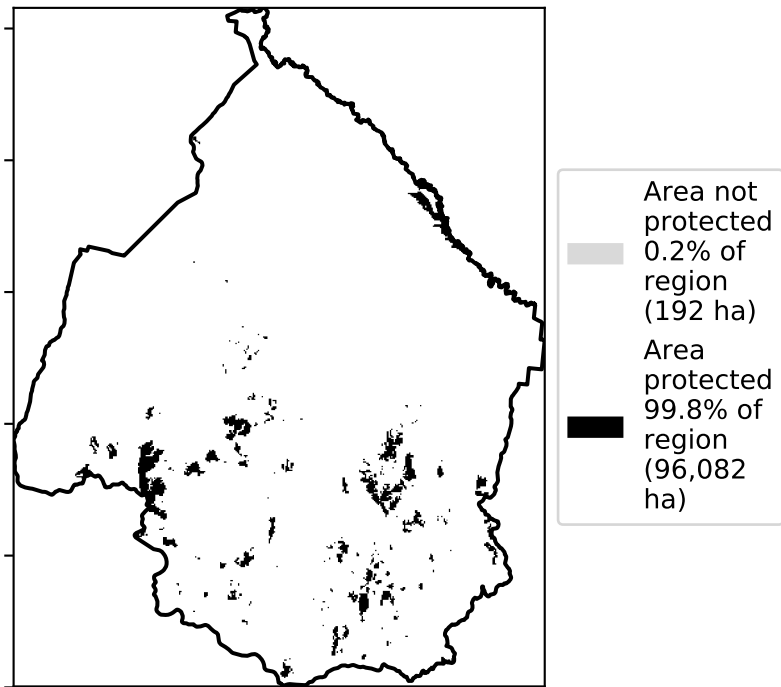 Area not
protected
0.2% of
region
(192 ha)
Area
protected
99.8% of
region
(96,082
ha)